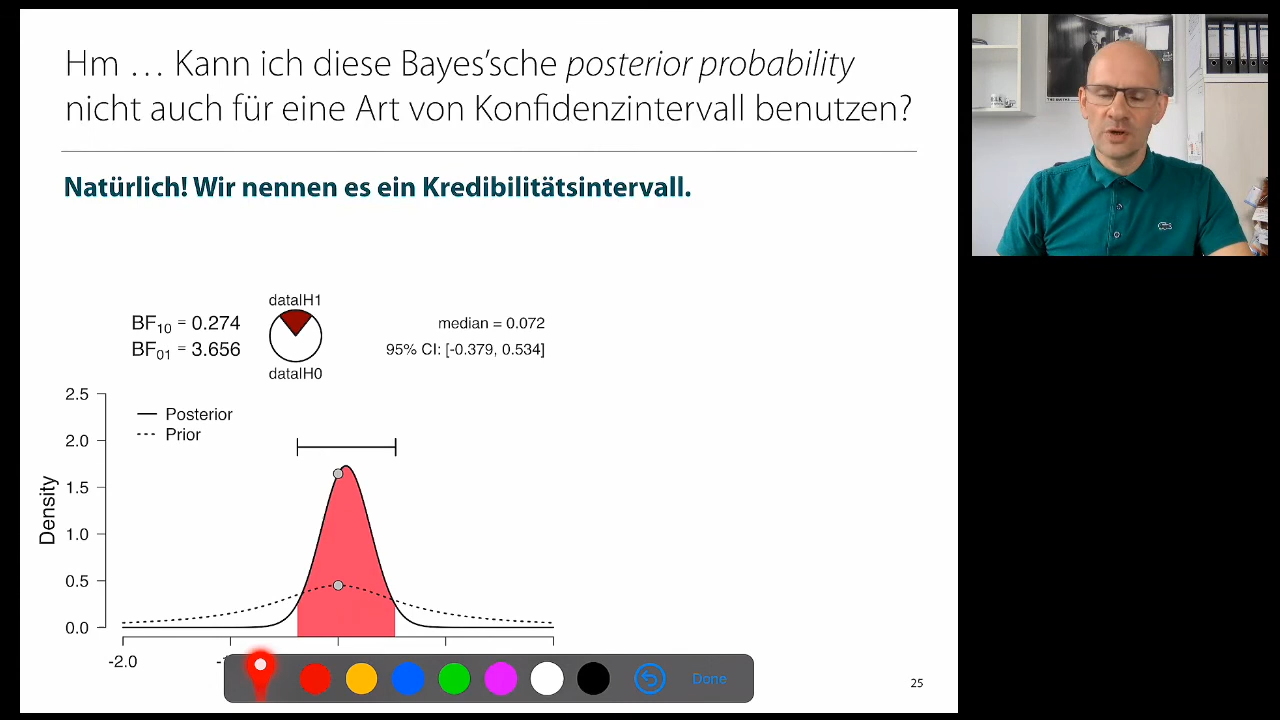 Hm … Kann ich diese Bayes’sche posterior probability
nicht auch für eine Art von Konfidenzintervall benutzen?
Natürlich! Wir nennen es ein Kredibilitätsintervall.
data|H1
BF10 = 0.274
BF01 = 3.656
median = 0.072
95% CI: [-0.379, 0.534]
data|H0
2.5
2.0
1.5
1.0
0.5
0.0
Density
Posterior
Prior
-2.0
Done
25